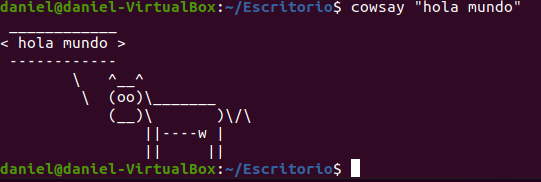 daniel@daniel-VirtualBox:~/Escritorio$ cowsay "hola mundo"
 ____________
< hola mundo >
 ------------
        \   ^__^
         \  (oo)\_______
            (__)\       )\/\
                ||----w |
                ||     ||
daniel@daniel-VirtualBox:~/Escritorio$